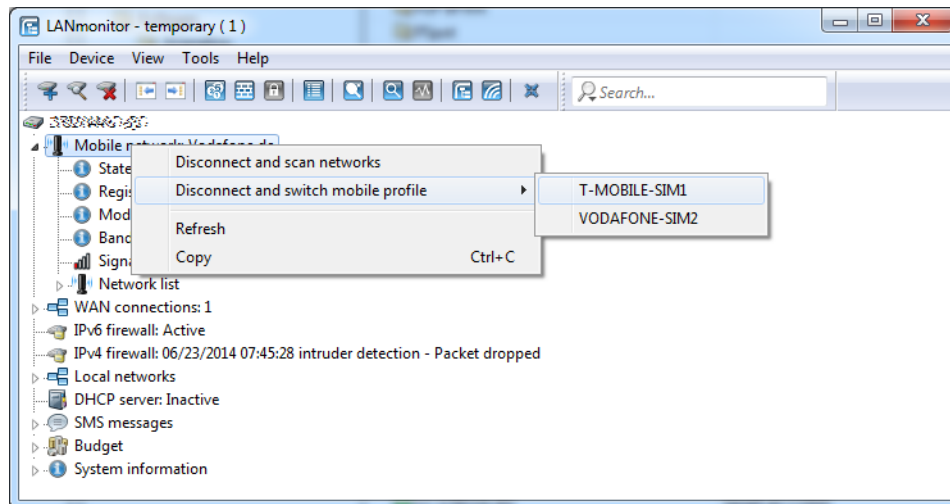 LANmonitor - temporary ( 1 )
File Device View Tools Help
Search...
Mobile network: Vodafone.de
State
Regis
Mod
Banc
Signa
Network list
WAN connections: 1
IPv6 firewall: Active
IPv4 firewall: 06/23/2014 07:45:28 intruder detection - Packet dropped
Local networks
DHCP server: Inactive
SMS messages
Budget
System information
Disconnect and scan networks
Disconnect and switch mobile profile
Refresh
Copy Ctrl+C
T-MOBILE-SIM1
VODAFONE-SIM2